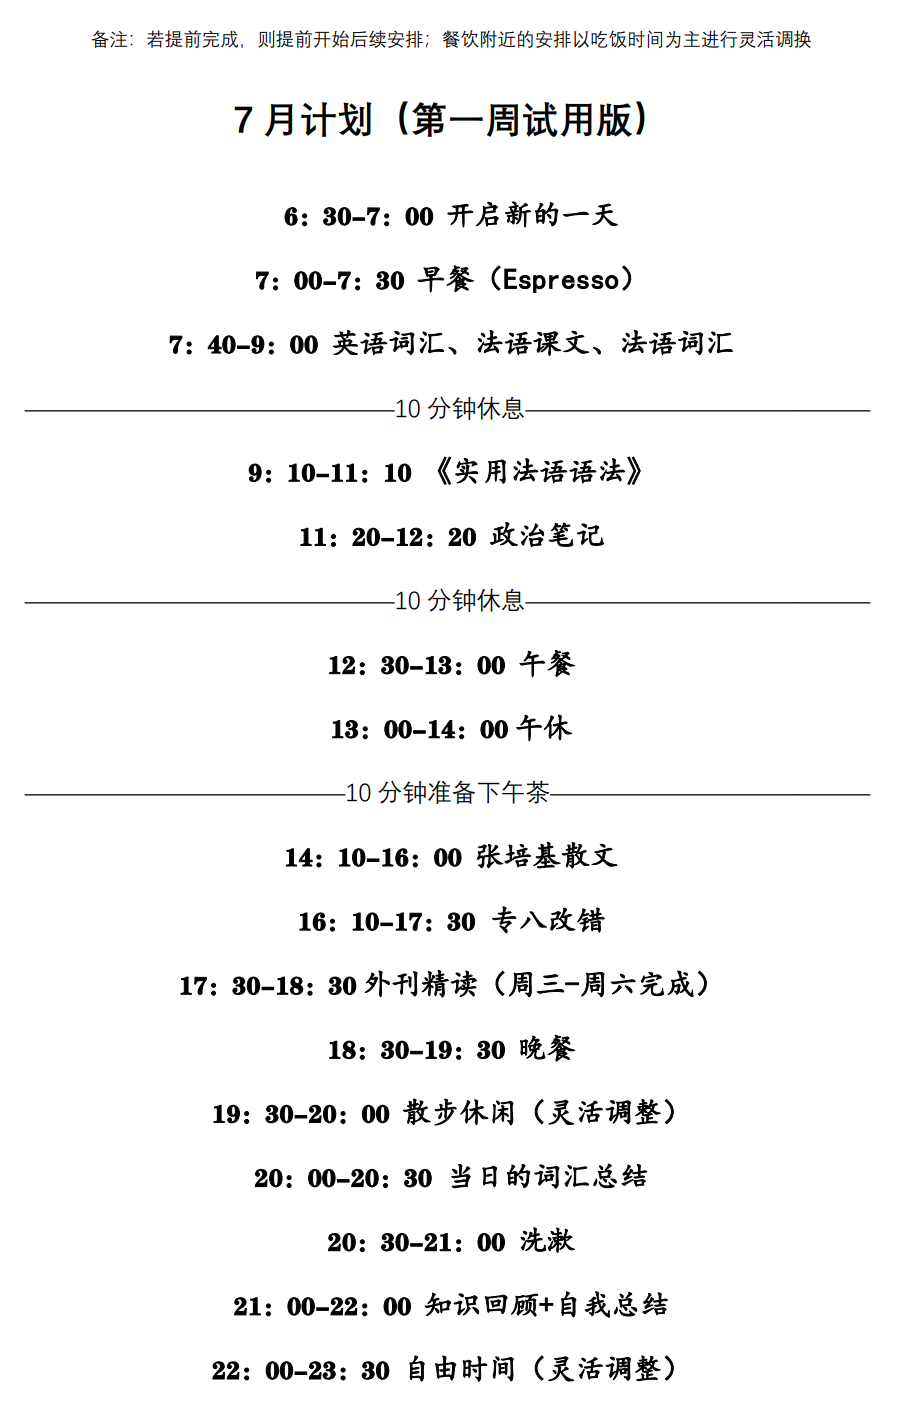 备注：若提前完成，则提前开始后续安排；餐饮附近的安排以吃饭时间为主进行灵活调换
7 月计划（第一周试用版）
6：30-7：00 开启新的一天
7：00-7：30 早餐（Espresso）
7：40-9：00 英语词汇、法语课文、法语词汇
———————————————10 分钟休息——————————————
9：10-11：10 《实用法语语法》
11：20-12：20 政治笔记
———————————————10 分钟休息——————————————
12：30-13：00 午餐
13：00-14：00午休
—————————————10 分钟准备下午茶—————————————
14：10-16：00 张培基散文
16：10-17：30 专八改错
17：30-18：30外刊精读（周三-周六完成）
18：30-19：30 晚餐
19：30-20：00 散步休闲（灵活调整）
20：00-20：30 当日的词汇总结
20：30-21：00 洗漱
21：00-22：00 知识回顾+自我总结
22：00-23：30 自由时间（灵活调整）